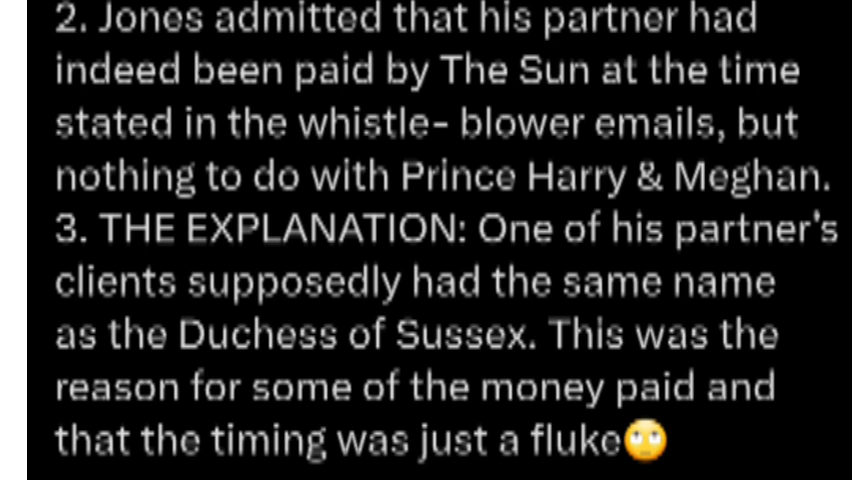 2. Jones admitted that his partner had
indeed been paid by The Sun at the time
stated in the whistle- blower emails, but
nothing to do with Prince Harry & Meghan.
3. THE EXPLANATION: One of his partner's
clients supposedly had the same name
as the Duchess of Sussex. This was the
reason for some of the money paid and
that the timing was just a fluke🙄